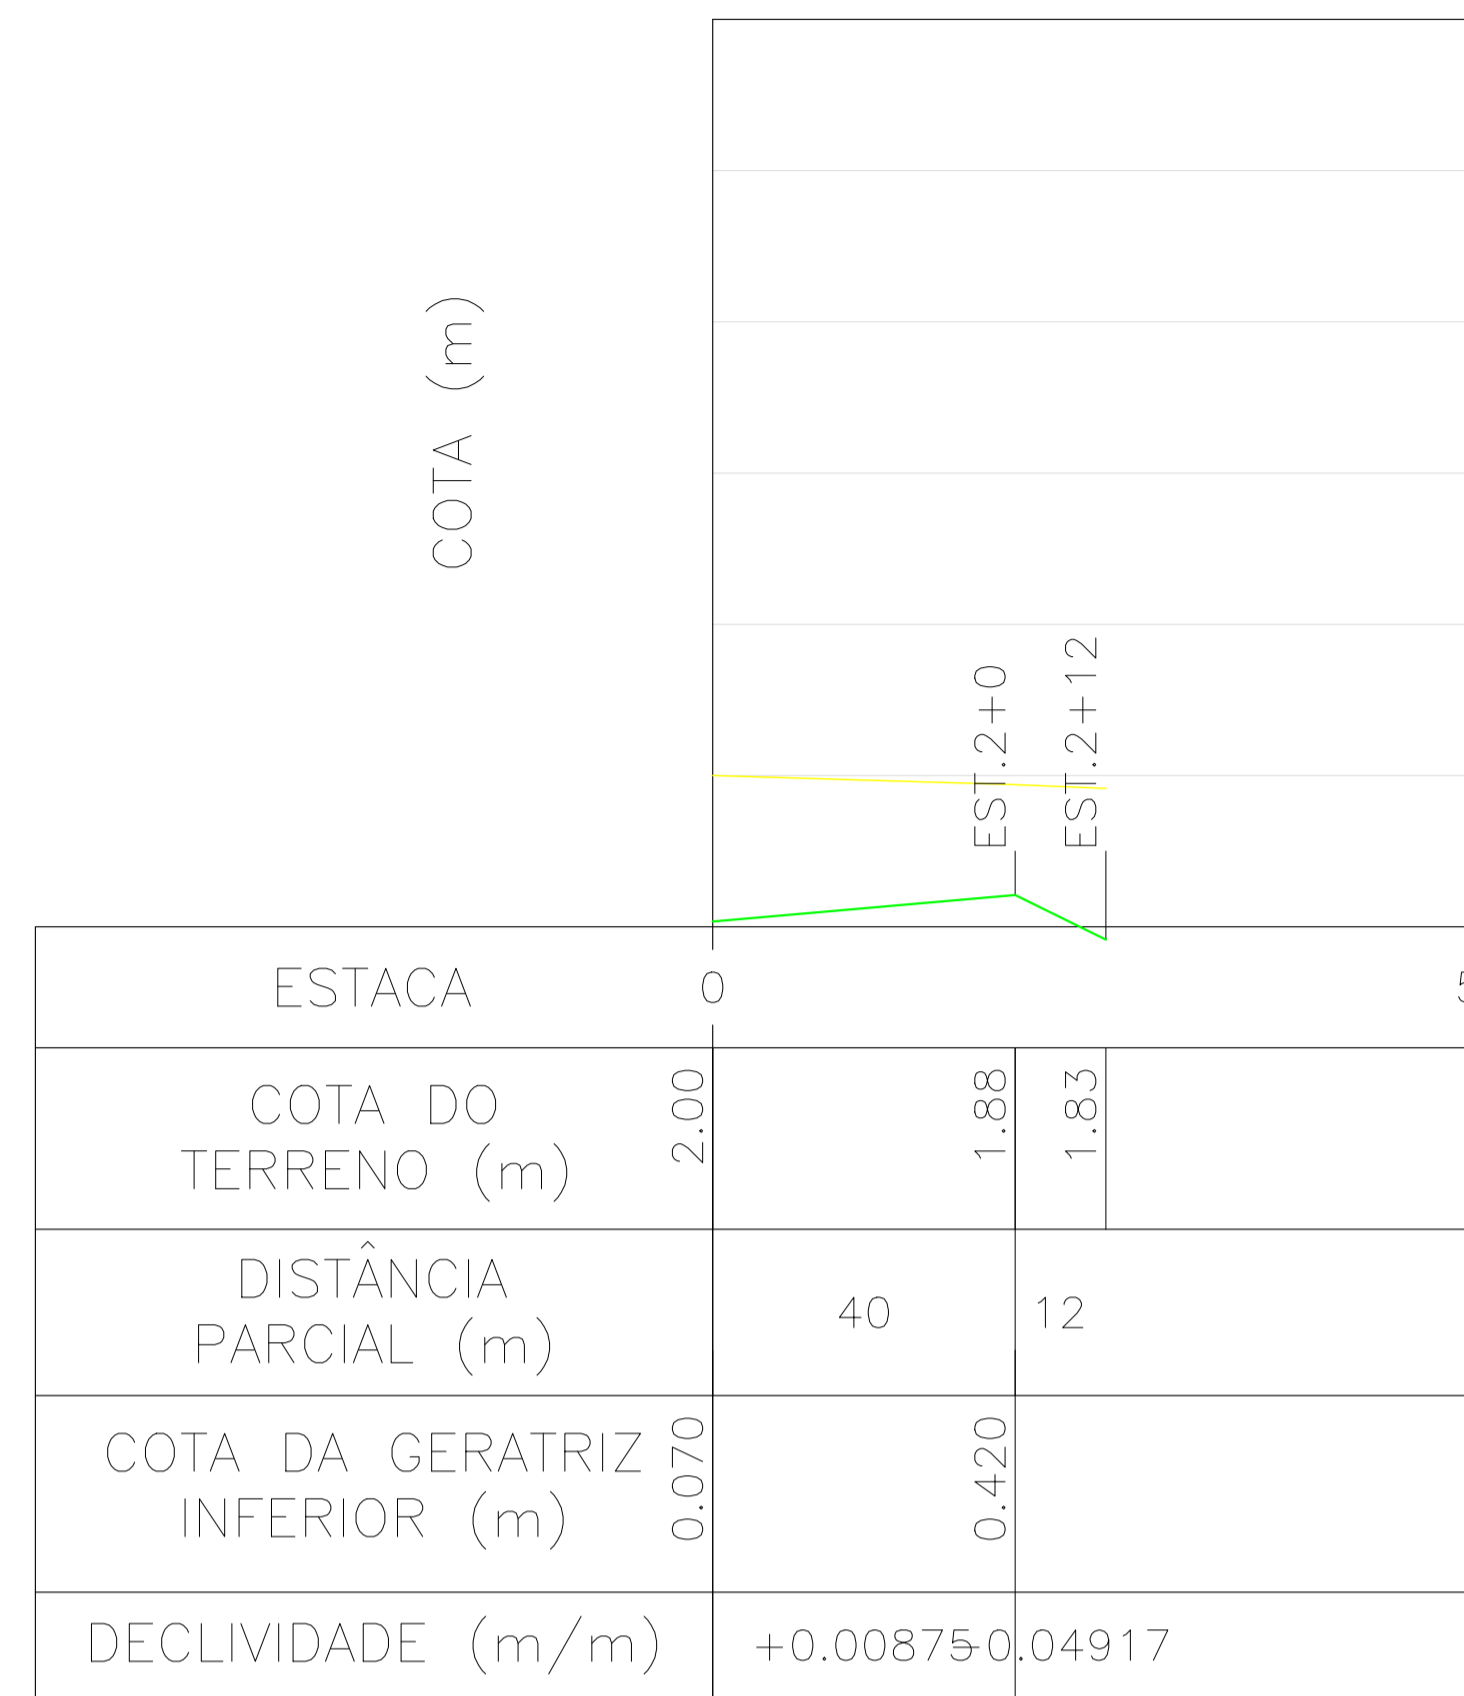 COTA (m)
EST.2+0
EST.2+12
ESTACA
0
5
COTA DO
TERRENO (m)
2.00
1.88
1.83
DISTÂNCIA
PARCIAL (m)
40
12
COTA DA GERATRIZ
INFERIOR (m)
0.070
0.420
DECLIVIDADE (m/m)
+0.00875
-0.04917